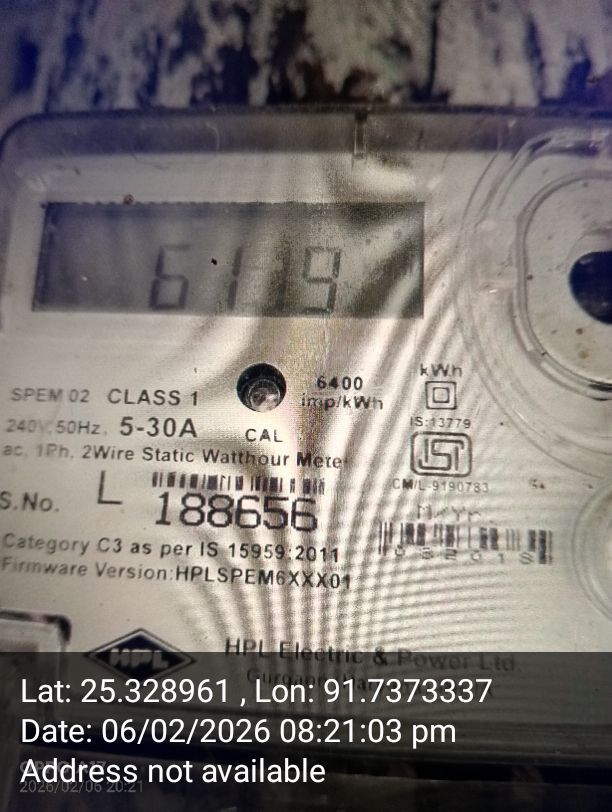 kWh
6400
imp/kWh
SPEM 02 CLASS 1
240V, 50Hz, 5-30A
CAL
IS:13779
ac, 1Ph, 2Wire Static Watthour Meter
CM/L-9190783
S.No. L 188656
M/Yr
Category C3 as per IS 15959:2011
Firmware Version:HPLSPEM6XXX01
HPL
HPL Electric & Power Ltd.
Lat: 25.328961 , Lon: 91.7373337
Date: 06/02/2026 08:21:03 pm
Address not available
2026/02/06 20:21